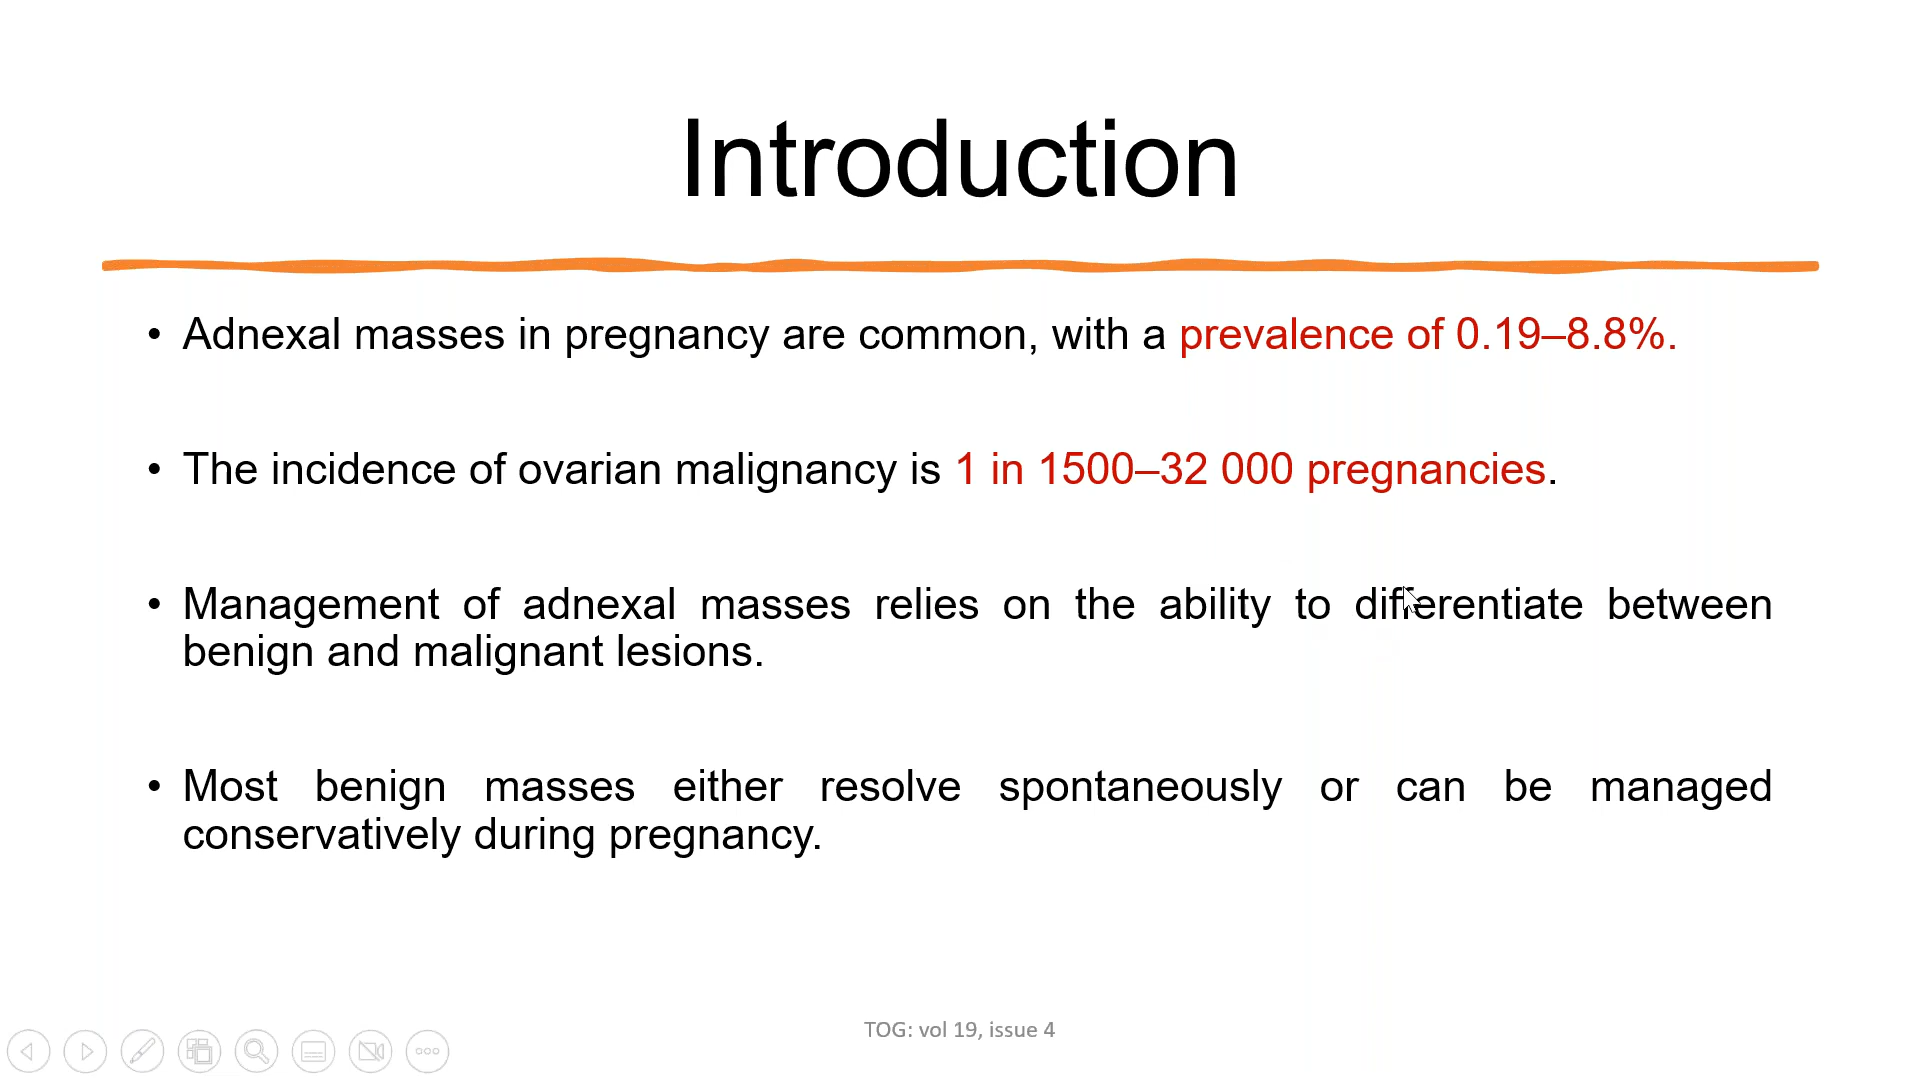 Introduction
• Adnexal masses in pregnancy are common, with a prevalence of 0.19–8.8%.
• The incidence of ovarian malignancy is 1 in 1500–32 000 pregnancies.
• Management of adnexal masses relies on the ability to differentiate between
benign and malignant lesions.
• Most benign masses either resolve spontaneously or can be managed
conservatively during pregnancy.
TOG: vol 19, issue 4